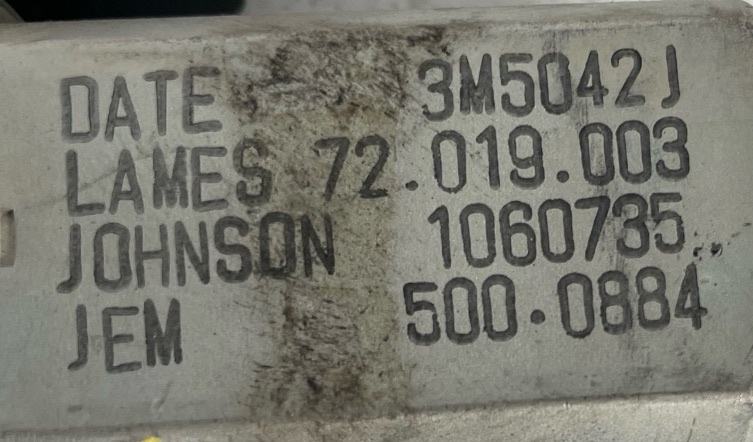 DATE 3M5042J
LAMES 72.019.003
JOHNSON 1060735
JEM 500.0884